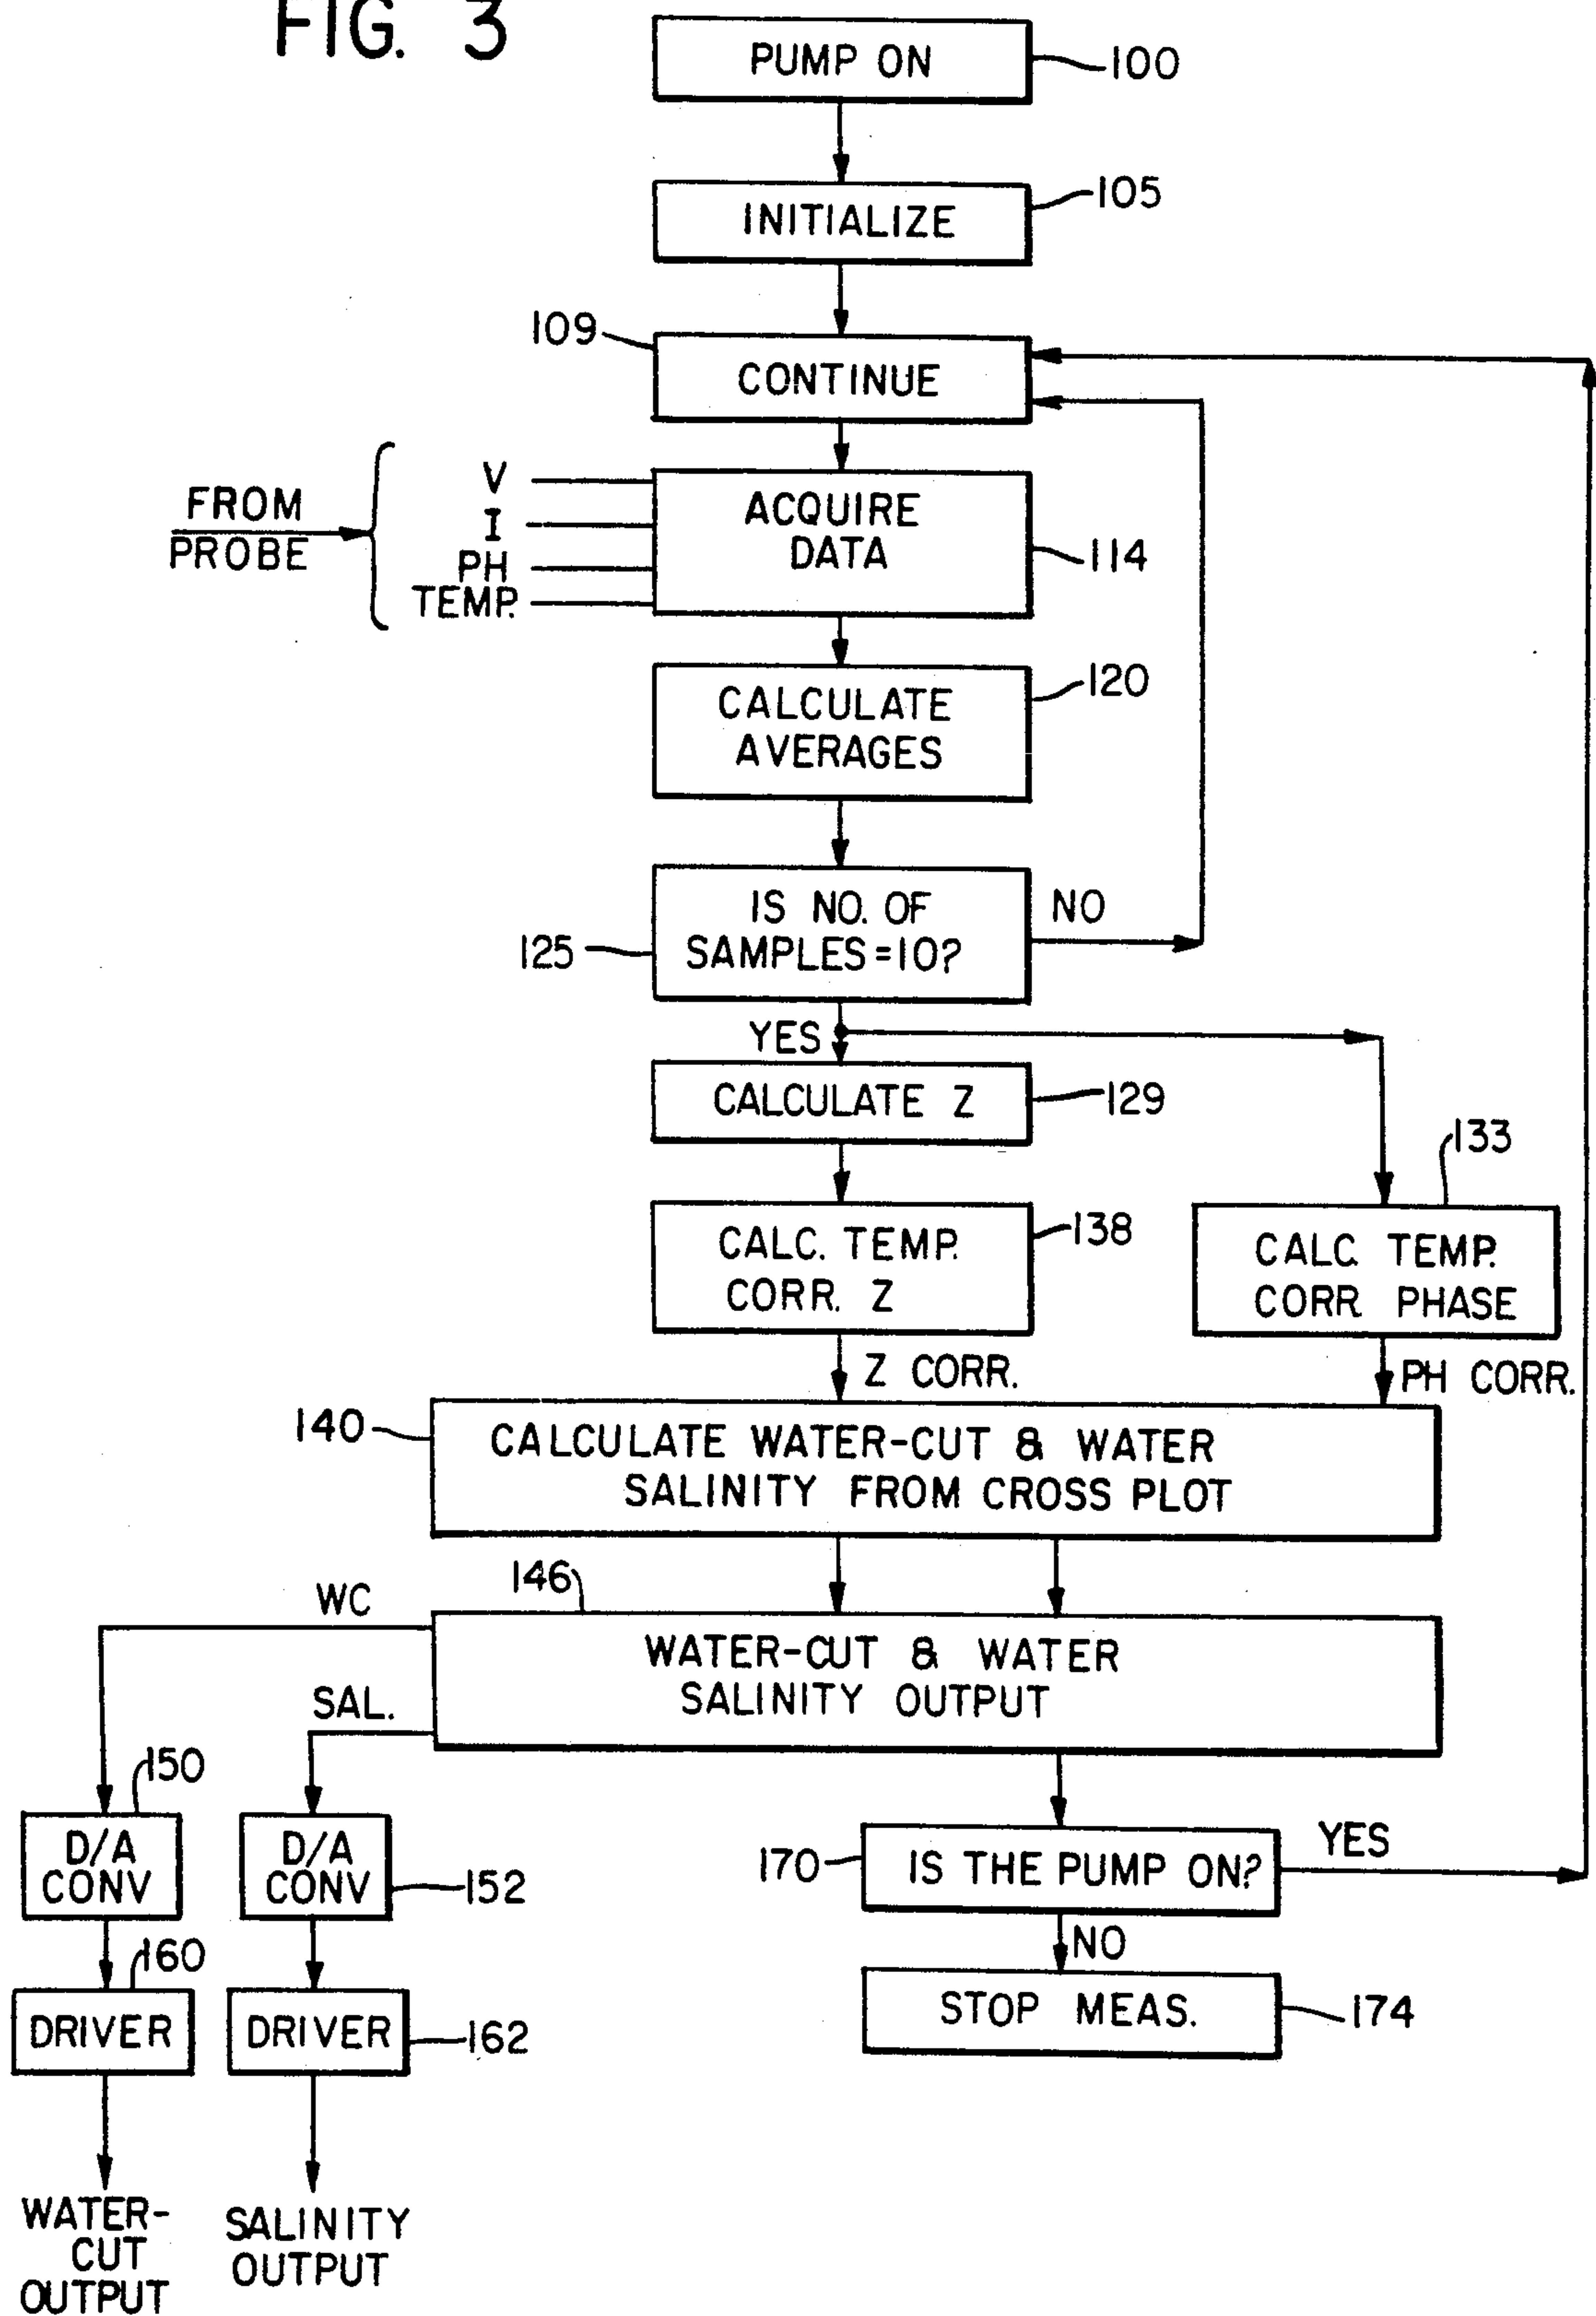 FIG. 3
PUMP ON
100
INITIALIZE
105
109
CONTINUE
FROM
PROBE
V
I
PH
TEMP.
ACQUIRE
DATA
114
CALCULATE
AVERAGES
120
125
IS NO. OF
SAMPLES=10?
NO
YES
CALCULATE Z
129
133
CALC. TEMP.
CORR. Z
138
CALC TEMP.
CORR PHASE
Z CORR.
PH CORR.
140
CALCULATE WATER-CUT & WATER
SALINITY FROM CROSS PLOT
146
WC
WATER-CUT & WATER
SALINITY OUTPUT
SAL.
150
D/A
CONV
D/A
CONV
152
170
IS THE PUMP ON?
YES
NO
160
DRIVER
DRIVER
162
STOP MEAS.
174
WATER-
CUT
OUTPUT
SALINITY
OUTPUT